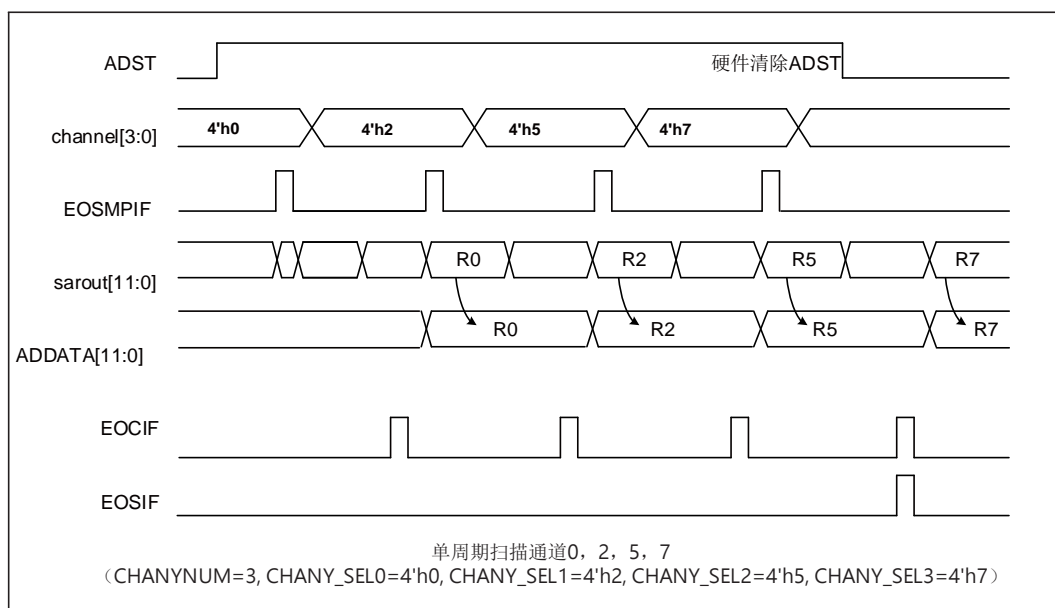 ADST
硬件清除ADST
channel[3:0]
4'h0
4'h2
4'h5
4'h7
EOSMPIF
sarout[11:0]
R0
R2
R5
R7
ADDATA[11:0]
R0
R2
R5
R7
EOCIF
EOSIF
单周期扫描通道0，2，5，7
（CHANYNUM=3, CHANY_SEL0=4'h0, CHANY_SEL1=4'h2, CHANY_SEL2=4'h5, CHANY_SEL3=4'h7）